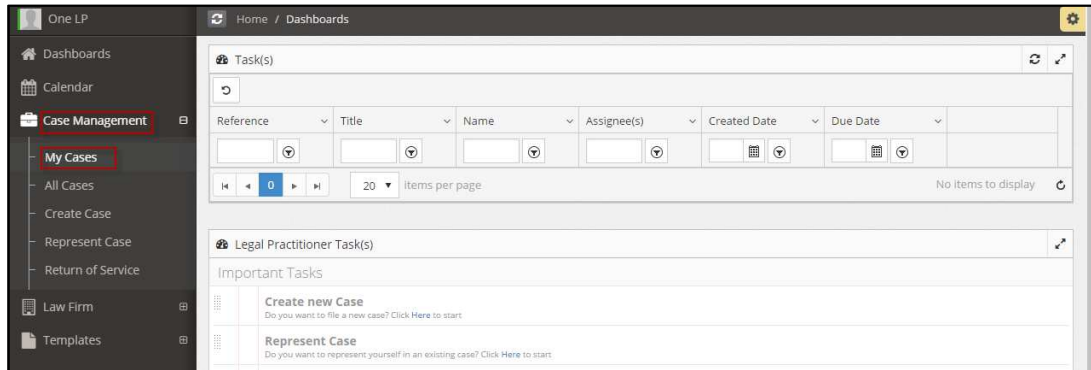 One LP
Home / Dashboards
Dashboards
Calendar
Case Management
My Cases
All Cases
Create Case
Represent Case
Return of Service
Law Firm
Templates
Task(s)
Reference Title Name Assignee(s) Created Date Due Date
0 20 items per page No items to display
Legal Practitioner Task(s)
Important Tasks
Create new Case
Do you want to file a new case? Click Here to start
Represent Case
Do you want to represent yourself in an existing case? Click Here to start